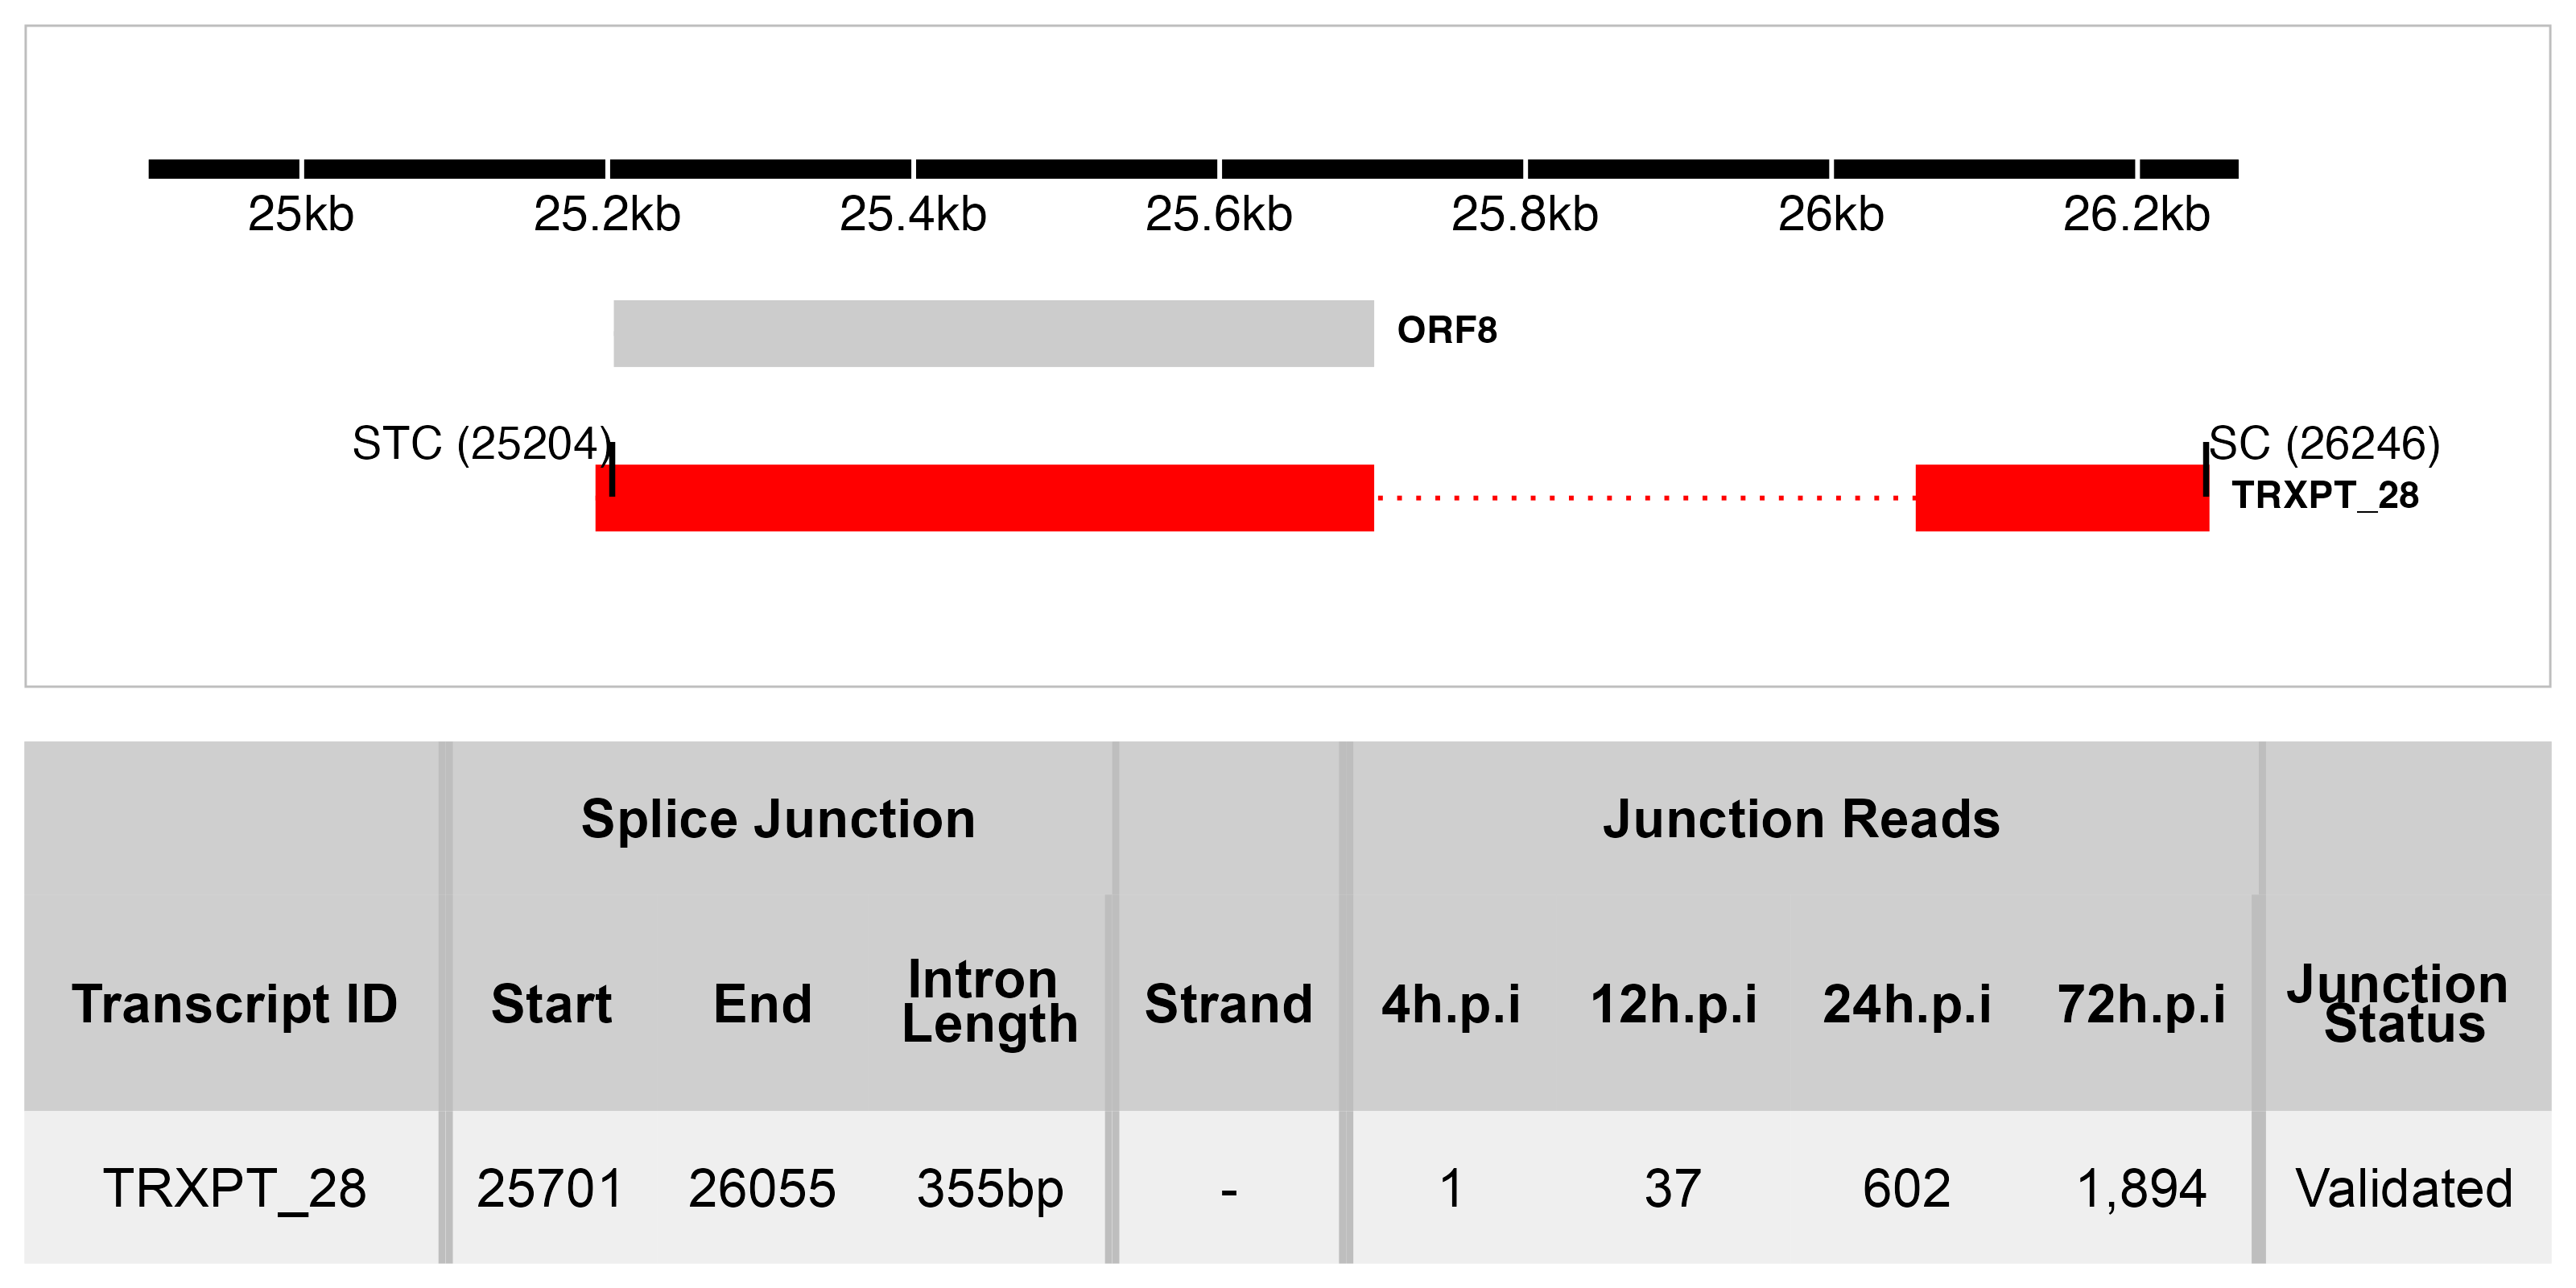 25kb 25.2kb 25.4kb 25.6kb 25.8kb 26kb 26.2kb
ORF8
STC (25204) SC (26246)
TRXPT_28
Splice Junction Junction Reads
Transcript ID Start End Intron Length Strand 4h.p.i 12h.p.i 24h.p.i 72h.p.i Junction Status
TRXPT_28 25701 26055 355bp - 1 37 602 1,894 Validated